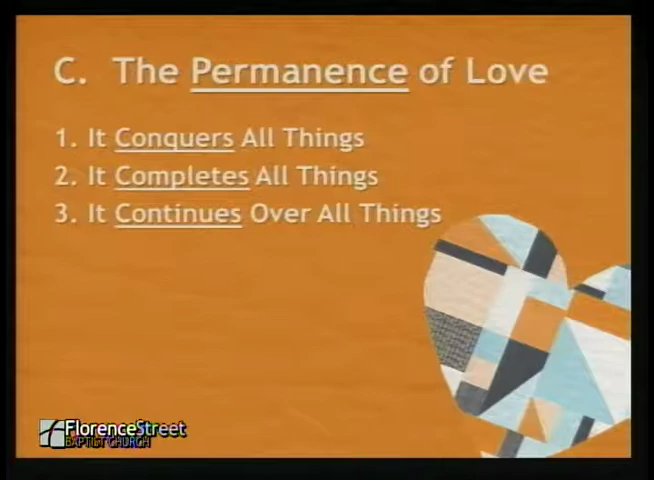 C. The Permanence of Love
1. It Conquers All Things
2. It Completes All Things
3. It Continues Over All Things
FlorenceStreet
BAPTIST CHURCH